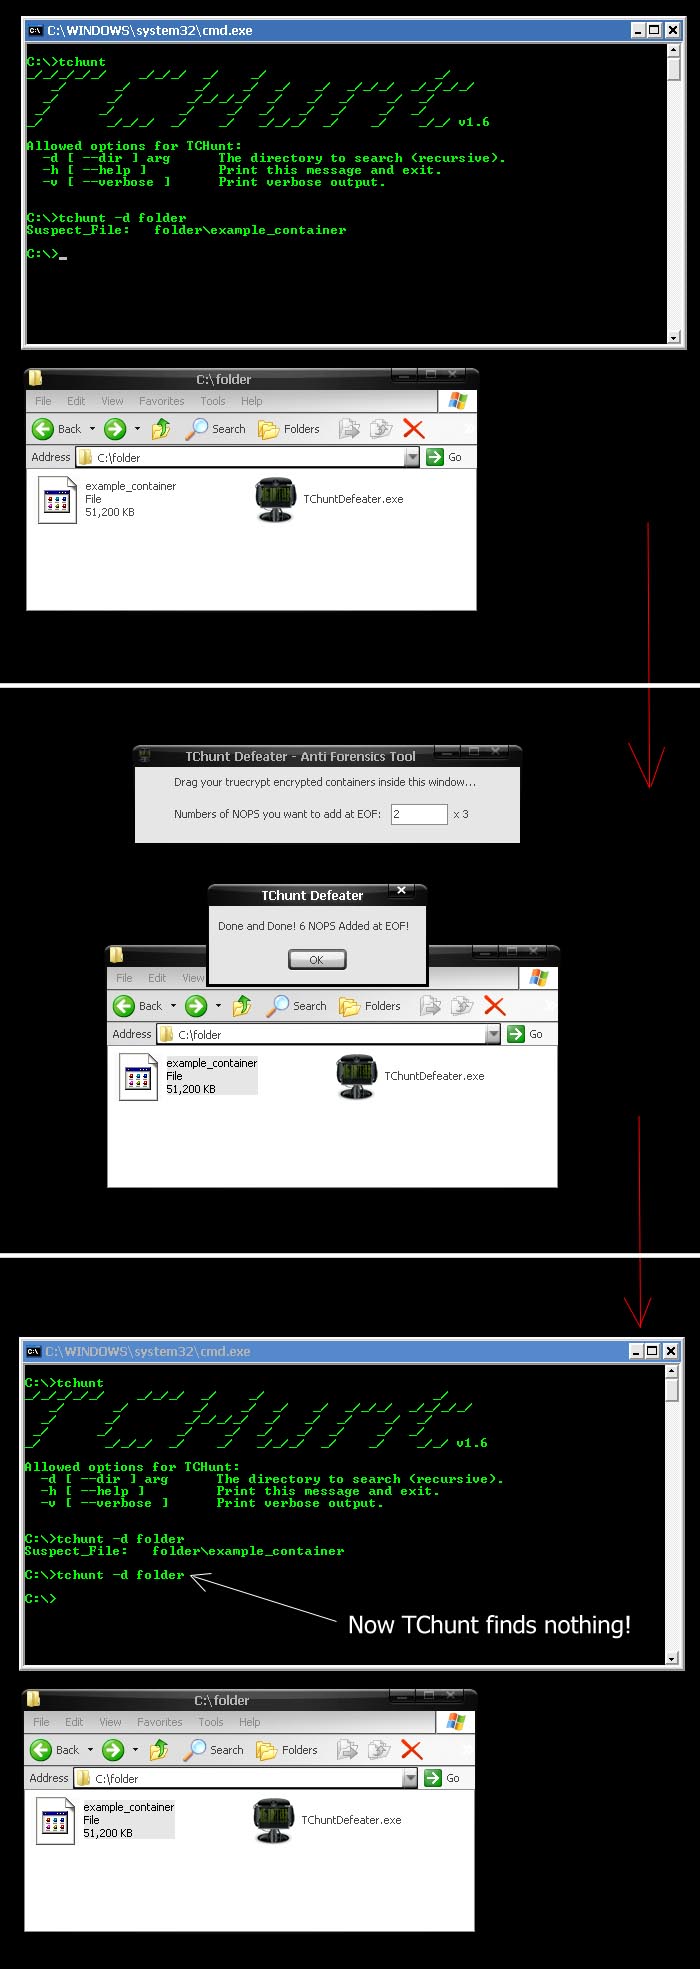 C:\WINDOWS\system32\cmd.exe
C:\>tchunt
TCHunt v1.6
Allowed options for TCHunt:
-d [ --dir ] arg The directory to search (recursive).
-h [ --help ] Print this message and exit.
-v [ --verbose ] Print verbose output.
C:\>tchunt -d folder
Suspect_File: folder\example_container
C:\>_
C:\folder
File Edit View Favorites Tools Help
Back Search Folders
Address C:\folder Go
example_container
File
51,200 KB
TChuntDefeater.exe
TChunt Defeater - Anti Forensics Tool
Drag your truecrypt encrypted containers inside this window...
Numbers of NOPS you want to add at EOF: 2 x 3
TChunt Defeater
Done and Done! 6 NOPS Added at EOF!
OK
File Edit View
Back Search Folders
Address C:\folder Go
example_container
File
51,200 KB
TChuntDefeater.exe
C:\WINDOWS\system32\cmd.exe
C:\>tchunt
TCHunt v1.6
Allowed options for TCHunt:
-d [ --dir ] arg The directory to search (recursive).
-h [ --help ] Print this message and exit.
-v [ --verbose ] Print verbose output.
C:\>tchunt -d folder
Suspect_File: folder\example_container
C:\>tchunt -d folder
C:\>
Now TChunt finds nothing!
C:\folder
File Edit View Favorites Tools Help
Back Search Folders
Address C:\folder Go
example_container
File
51,200 KB
TChuntDefeater.exe